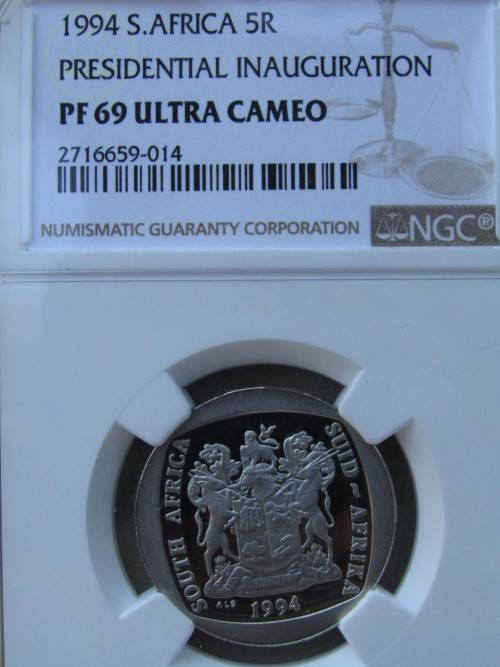 1994 S.AFRICA 5R
PRESIDENTIAL INAUGURATION
PF 69 ULTRA CAMEO
2716659-014
NUMISMATIC GUARANTY CORPORATION
NGC®
SOUTH AFRICA
SUID~AFRIKA
ALS
1994